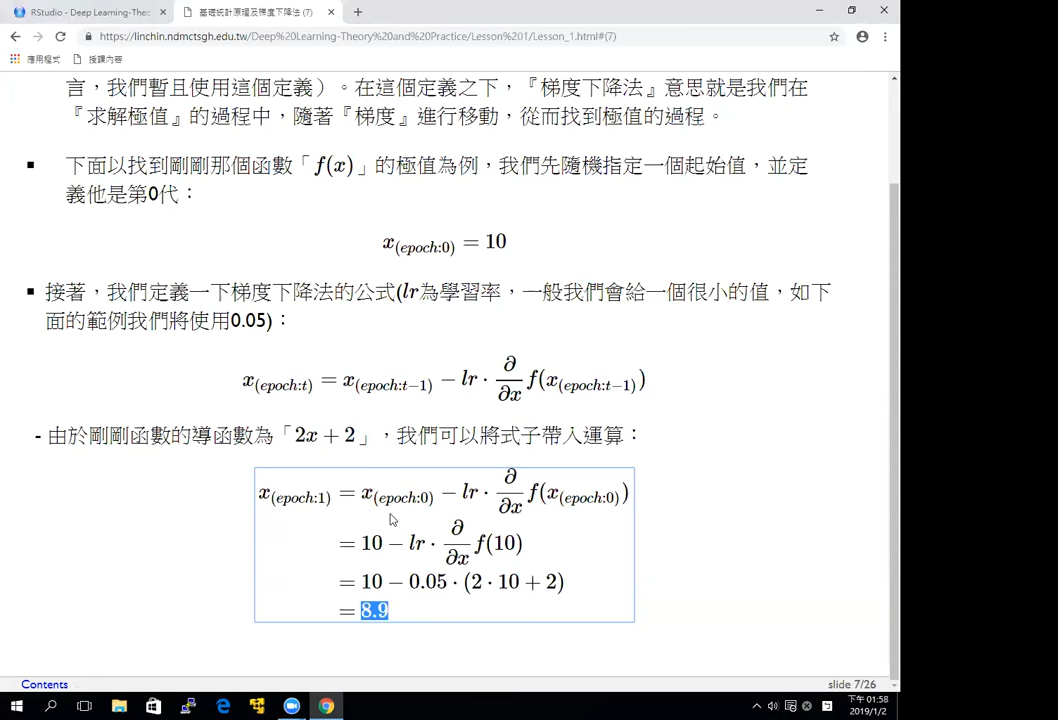 RStudio - Deep Learning-Theo
基礎統計原理及梯度下降法 (7)
https://linchin.ndmctsgh.edu.tw/Deep%20Learning-Theory%20and%20Practice/Lesson%201/Lesson_1.html#(7)
應用程式 授課內容
言，我們暫且使用這個定義）。在這個定義之下，『梯度下降法』意思就是我們在
『求解極值』的過程中，隨著『梯度』進行移動，從而找到極值的過程。
▪ 下面以找到剛剛那個函數「f(x)」的極值為例，我們先隨機指定一個起始值，並定
義他是第0代：
x(epoch:0) = 10
▪ 接著，我們定義一下梯度下降法的公式(lr為學習率，一般我們會給一個很小的值，如下
面的範例我們將使用0.05)：
x(epoch:t) = x(epoch:t−1) − lr · ∂/∂x f(x(epoch:t−1))
- 由於剛剛函數的導函數為「2x + 2」，我們可以將式子帶入運算：
x(epoch:1) = x(epoch:0) − lr · ∂/∂x f(x(epoch:0))
= 10 − lr · ∂/∂x f(10)
= 10 − 0.05 · (2 · 10 + 2)
= 8.9
Contents
slide 7/26
下午 01:58
2019/1/2